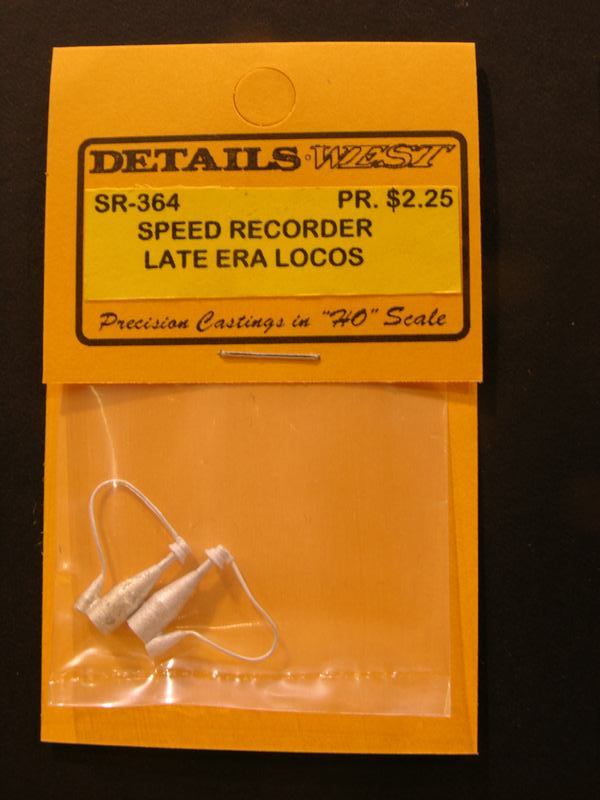 DETAILS·WEST
SR-364 PR. $2.25
SPEED RECORDER
LATE ERA LOCOS
Precision Castings in "HO" Scale